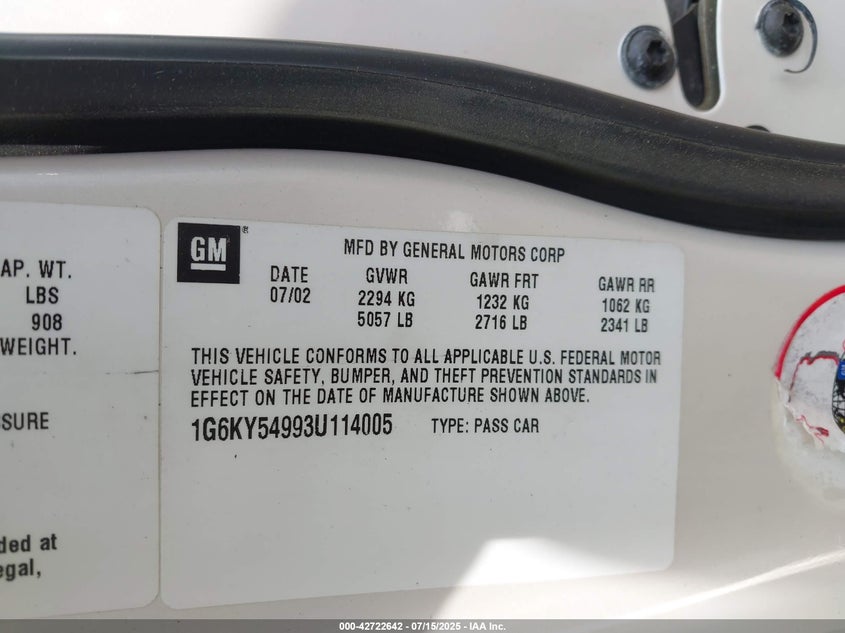 AP. WT.
LBS
908
WEIGHT.
SSURE
ded at
egal,
GM®
MFD BY GENERAL MOTORS CORP
DATE GVWR GAWR FRT GAWR RR
07/02 2294 KG 1232 KG 1062 KG
5057 LB 2716 LB 2341 LB
THIS VEHICLE CONFORMS TO ALL APPLICABLE U.S. FEDERAL MOTOR
VEHICLE SAFETY, BUMPER, AND THEFT PREVENTION STANDARDS IN
EFFECT ON THE DATE OF MANUFACTURE SHOWN ABOVE.
1G6KY54993U114005 TYPE: PASS CAR
000-42722642 - 07/15/2025 - IAA Inc.